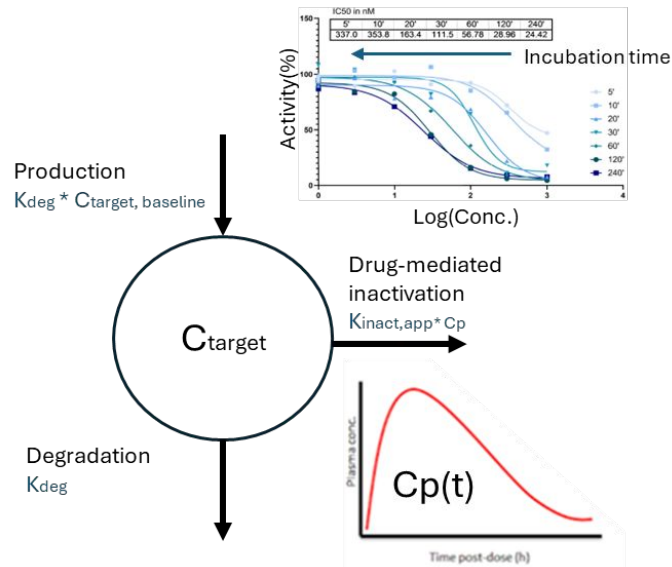 IC50 in nM
5' 10' 20' 30' 60' 120' 240'
337.0 353.8 163.4 111.5 56.78 28.96 24.42
Incubation time
150
100
50
0
Activity(%)
5'
10'
20'
30'
60'
120'
240'
0 1 2 3 4
Log(Conc.)
Production
Kdeg * Ctarget, baseline
Drug-mediated
inactivation
Kinact,app* Cp
Ctarget
Degradation
Kdeg
Plasma conc.
Cp(t)
Time post-dose (h)